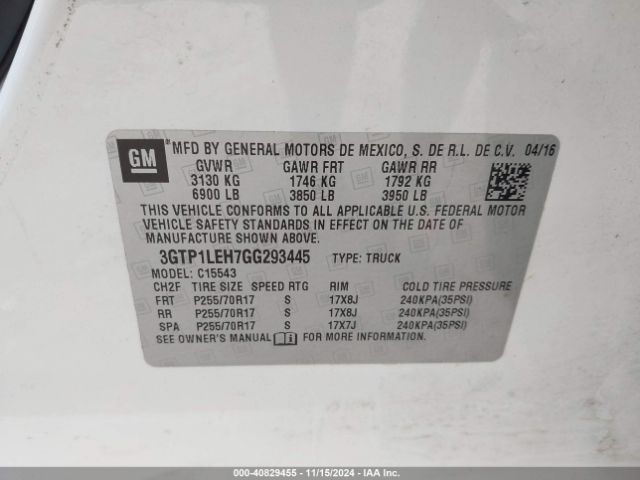 GM MFD BY GENERAL MOTORS DE MEXICO, S. DE R.L. DE C.V. 04/16
GVWR GAWR FRT GAWR RR
3130 KG 1746 KG 1792 KG
6900 LB 3850 LB 3950 LB
THIS VEHICLE CONFORMS TO ALL APPLICABLE U.S. FEDERAL MOTOR
VEHICLE SAFETY STANDARDS IN EFFECT ON THE DATE OF
MANUFACTURE SHOWN ABOVE.
3GTP1LEH7GG293445 TYPE: TRUCK
MODEL: C15543
CH2F TIRE SIZE SPEED RTG RIM COLD TIRE PRESSURE
FRT P255/70R17 S 17X8J 240KPA(35PSI)
RR P255/70R17 S 17X8J 240KPA(35PSI)
SPA P255/70R17 S 17X7J 240KPA(35PSI)
SEE OWNER'S MANUAL FOR MORE INFORMATION.
000-40829455 - 11/15/2024 - IAAI.COM